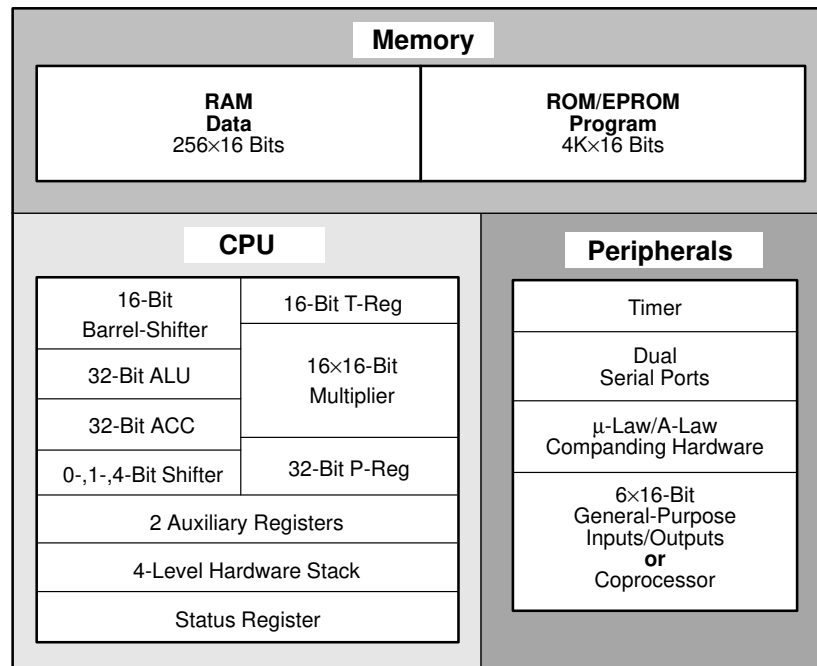 Memory
RAM
Data
256×16 Bits
ROM/EPROM
Program
4K×16 Bits
CPU
16-Bit
Barrel-Shifter
32-Bit ALU
32-Bit ACC
0-,1-,4-Bit Shifter
16-Bit T-Reg
16×16-Bit
Multiplier
32-Bit P-Reg
2 Auxiliary Registers
4-Level Hardware Stack
Status Register
Peripherals
Timer
Dual
Serial Ports
μ-Law/A-Law
Companding Hardware
6×16-Bit
General-Purpose
Inputs/Outputs
or
Coprocessor